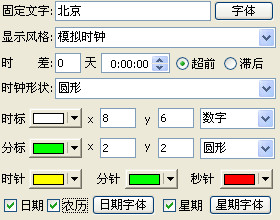 固定文字: 北京 字体
显示风格: 模拟时钟
时 差: 0 天 0:00:00 超前 滞后
时钟形状: 圆形
时标 x 8 y 6 数字
分标 x 2 y 2 圆形
时针 分针 秒针
日期 农历 日期字体 星期 星期字体